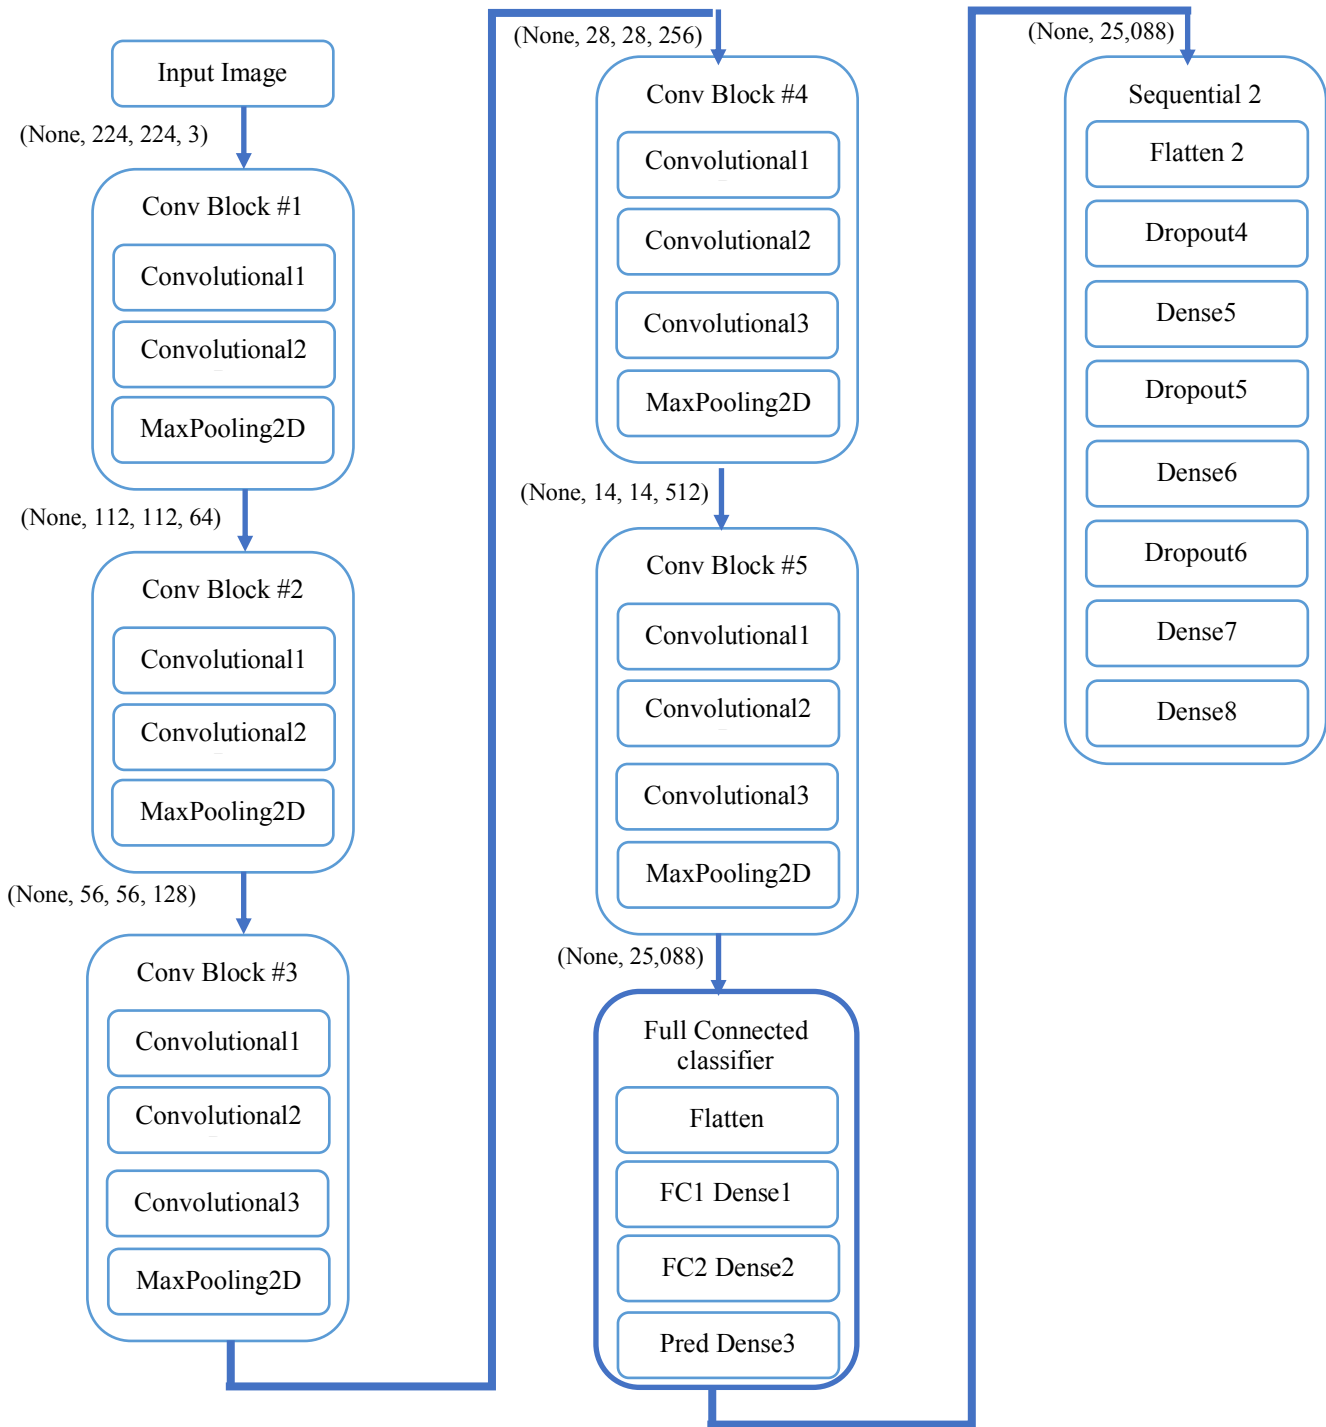 Input Image
(None, 224, 224, 3)
Conv Block #1
Convolutional1
Convolutional2
MaxPooling2D
(None, 112, 112, 64)
Conv Block #2
Convolutional1
Convolutional2
MaxPooling2D
(None, 56, 56, 128)
Conv Block #3
Convolutional1
Convolutional2
Convolutional3
MaxPooling2D
(None, 28, 28, 256)
Conv Block #4
Convolutional1
Convolutional2
Convolutional3
MaxPooling2D
(None, 14, 14, 512)
Conv Block #5
Convolutional1
Convolutional2
Convolutional3
MaxPooling2D
(None, 25,088)
Full Connected
classifier
Flatten
FC1 Dense1
FC2 Dense2
Pred Dense3
(None, 25,088)
Sequential 2
Flatten 2
Dropout4
Dense5
Dropout5
Dense6
Dropout6
Dense7
Dense8